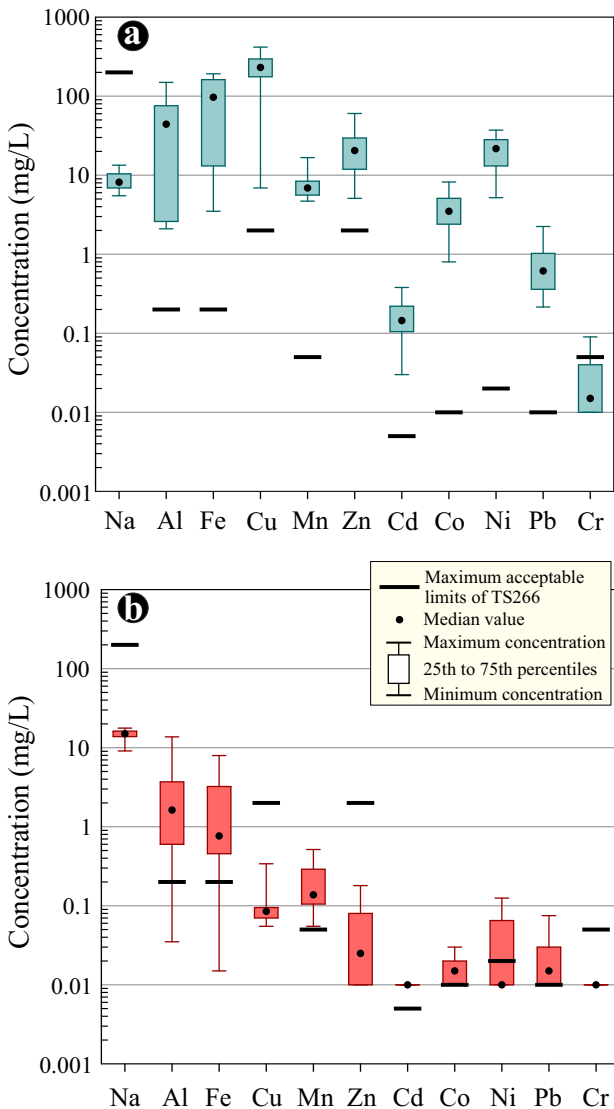 a
Concentration (mg/L)
1000
100
10
1
0.1
0.01
0.001
Na Al Fe Cu Mn Zn Cd Co Ni Pb Cr
b
Concentration (mg/L)
1000
100
10
1
0.1
0.01
0.001
Maximum acceptable
limits of TS266
Median value
Maximum concentration
25th to 75th percentiles
Minimum concentration
Na Al Fe Cu Mn Zn Cd Co Ni Pb Cr